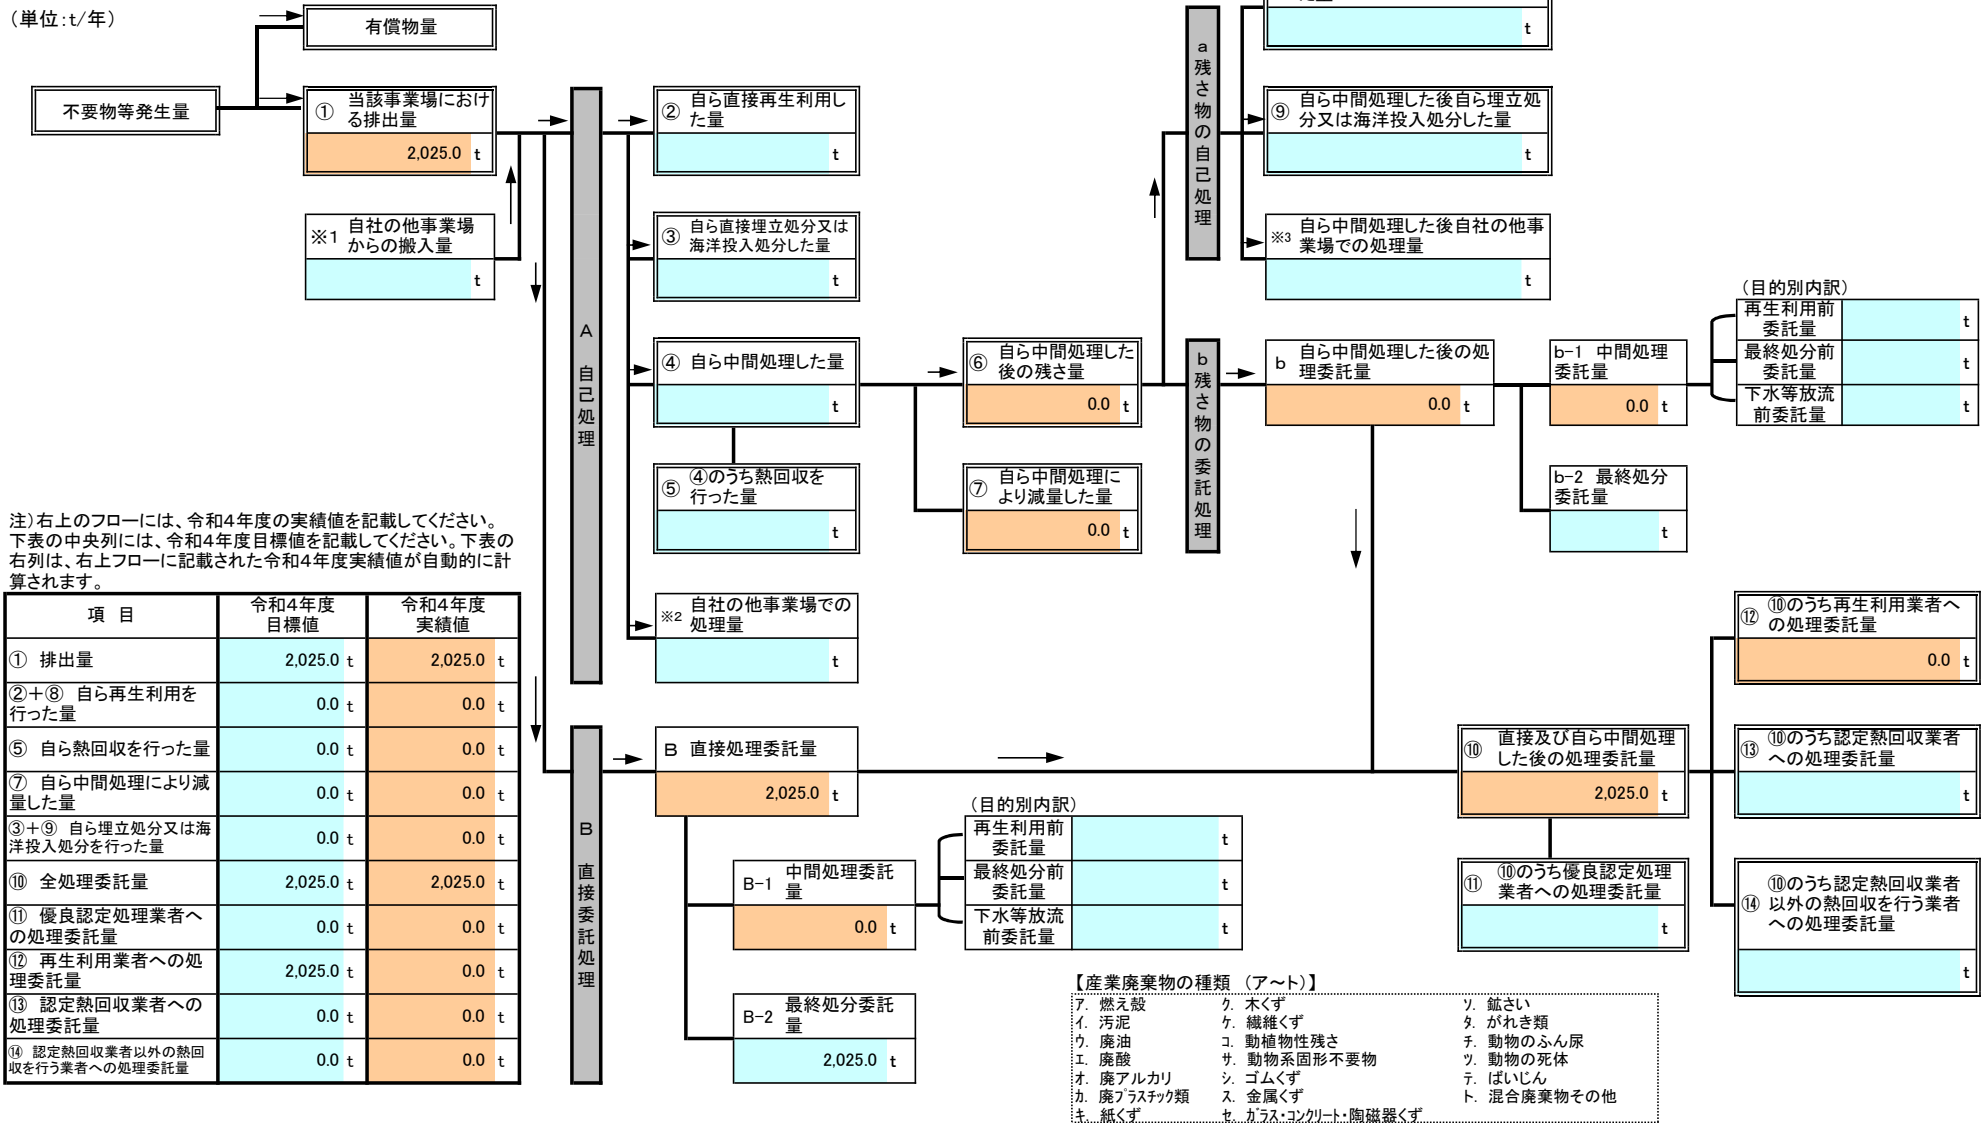 （単位:t/年）
有償物量
不要物等発生量
① 当該事業場におけ
る排出量
2,025.0 t
※1 自社の他事業場
からの搬入量
t
A 自己処理
② 自ら直接再生利用し
た量
t
③ 自ら直接埋立処分又は
海洋投入処分した量
t
④ 自ら中間処理した量
t
⑤ ④のうち熱回収を
行った量
t
※2 自社の他事業場での
処理量
t
⑥ 自ら中間処理した
後の残さ量
0.0 t
⑦ 自ら中間処理に
より減量した量
0.0 t
a 残さ物の自己処理
t
⑨ 自ら中間処理した後自ら埋立処
分又は海洋投入処分した量
t
※3 自ら中間処理した後自社の他事
業場での処理量
t
b 残さ物の委託処理
b 自ら中間処理した後の処
理委託量
0.0 t
b-1 中間処理
委託量
0.0 t
b-2 最終処分
委託量
t
（目的別内訳）
再生利用前
委託量
t
最終処分前
委託量
t
下水等放流
前委託量
t
注）右上のフローには、令和4年度の実績値を記載してください。
下表の中央列には、令和4年度目標値を記載してください。下表の
右列は、右上フローに記載された令和4年度実績値が自動的に計
算されます。
項 目 令和4年度 令和4年度
目標値 実績値
① 排出量 2,025.0 t 2,025.0 t
②＋⑧ 自ら再生利用を
行った量 0.0 t 0.0 t
⑤ 自ら熱回収を行った量 0.0 t 0.0 t
⑦ 自ら中間処理により減
量した量 0.0 t 0.0 t
③＋⑨ 自ら埋立処分又は海
洋投入処分を行った量 0.0 t 0.0 t
⑩ 全処理委託量 2,025.0 t 2,025.0 t
⑪ 優良認定処理業者へ
の処理委託量 0.0 t 0.0 t
⑫ 再生利用業者への処
理委託量 2,025.0 t 0.0 t
⑬ 認定熱回収業者への
処理委託量 0.0 t 0.0 t
⑭ 認定熱回収業者以外の熱回
収を行う業者への処理委託量 0.0 t 0.0 t
B 直接委託処理
B 直接処理委託量
2,025.0 t
B-1 中間処理委託
量
0.0 t
B-2 最終処分委託
量
2,025.0 t
（目的別内訳）
再生利用前
委託量
t
最終処分前
委託量
t
下水等放流
前委託量
t
⑩ 直接及び自ら中間処理
した後の処理委託量
2,025.0 t
⑪ ⑩のうち優良認定処理
業者への処理委託量
t
⑫ ⑩のうち再生利用業者へ
の処理委託量
0.0 t
⑬ ⑩のうち認定熱回収業者
への処理委託量
t
⑭ ⑩のうち認定熱回収業者
以外の熱回収を行う業者
への処理委託量
t
【産業廃棄物の種類 （ア～ト）】
ア. 燃え殻 ク. 木くず ソ. 鉱さい
イ. 汚泥 ケ. 繊維くず タ. がれき類
ウ. 廃油 コ. 動植物性残さ チ. 動物のふん尿
エ. 廃酸 サ. 動物系固形不要物 ツ. 動物の死体
オ. 廃アルカリ シ. ゴムくず テ. ばいじん
カ. 廃プラスチック類 ス. 金属くず ト. 混合廃棄物その他
キ. 紙くず セ. ガラス・コンクリート・陶磁器くず